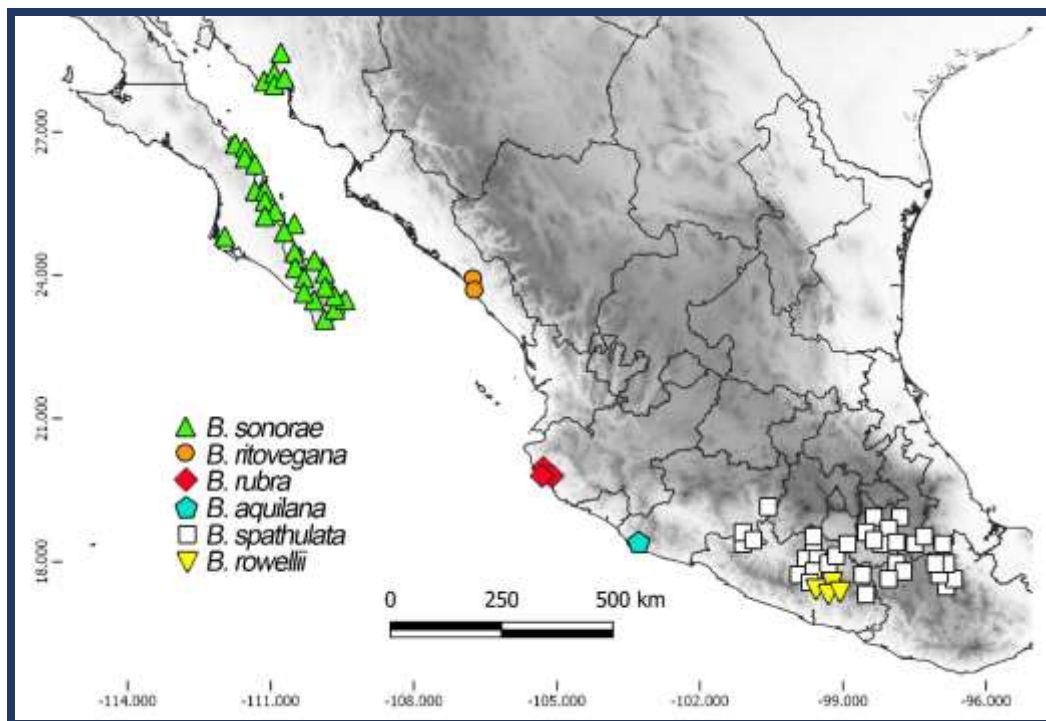 27.000
24.000
21.000
18.000
B. sonorae
B. ritovegana
B. rubra
B. aquilana
B. spathulata
B. rowellii
0 250 500 km
-114.000 -111.000 -108.000 -105.000 -102.000 -99.000 -96.000